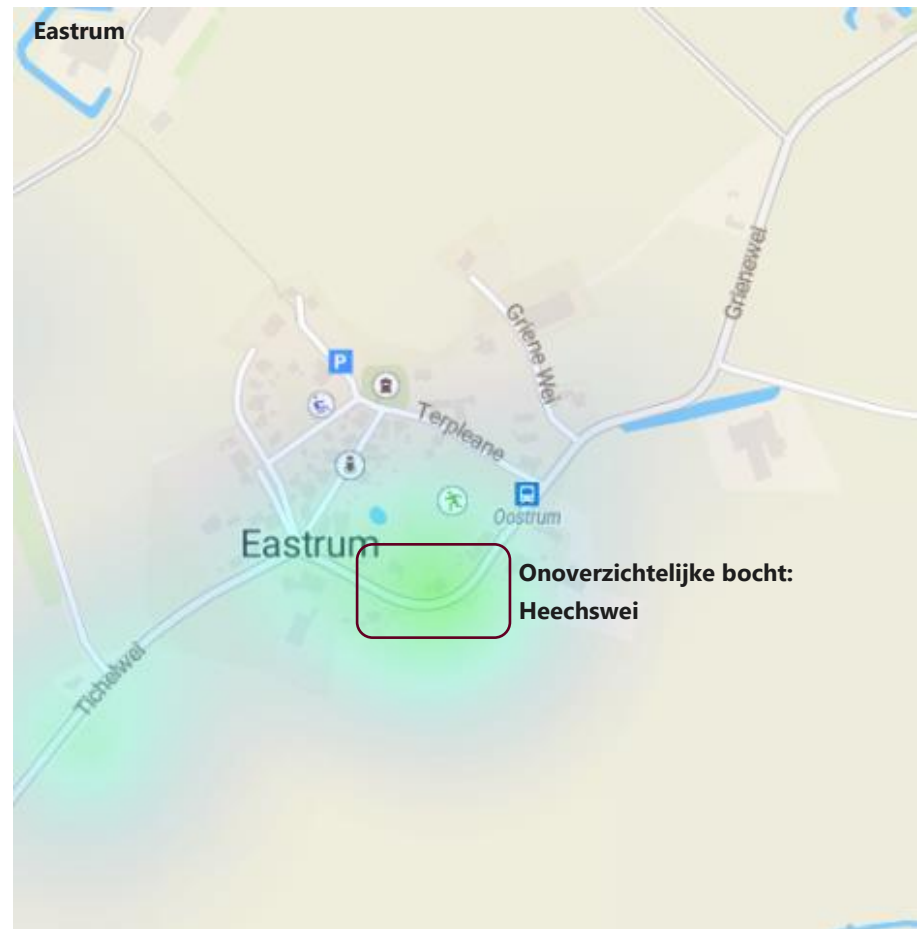 Eastrum
Grienewei
Griene Wei
P
Terpleane
Oostrum
Eastrum
Onoverzichtelijke bocht:
Heechswei
Tichelwei